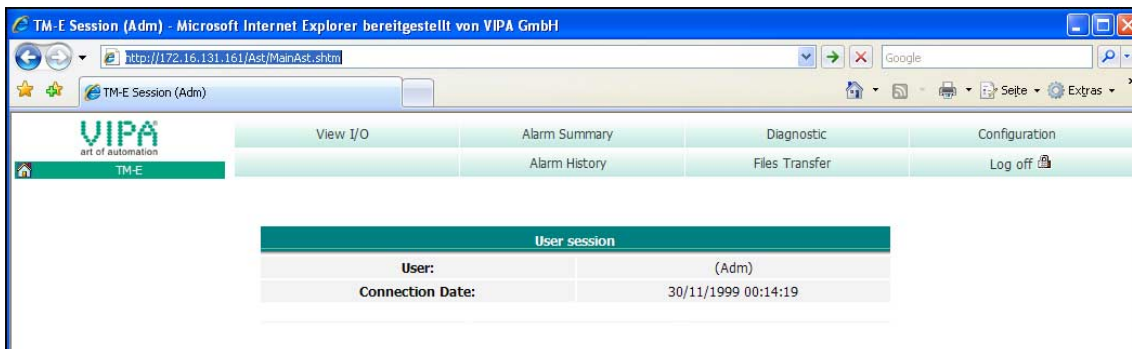 TM-E Session (Adm) - Microsoft Internet Explorer bereitgestellt von VIPA GmbH
http://172.16.131.161/Ast/MainAst.shtm Google
TM-E Session (Adm) Seite Extras
VIPA
art of automation
TM-E
View I/O Alarm Summary Diagnostic Configuration
Alarm History Files Transfer Log off
User session
User: (Adm)
Connection Date: 30/11/1999 00:14:19